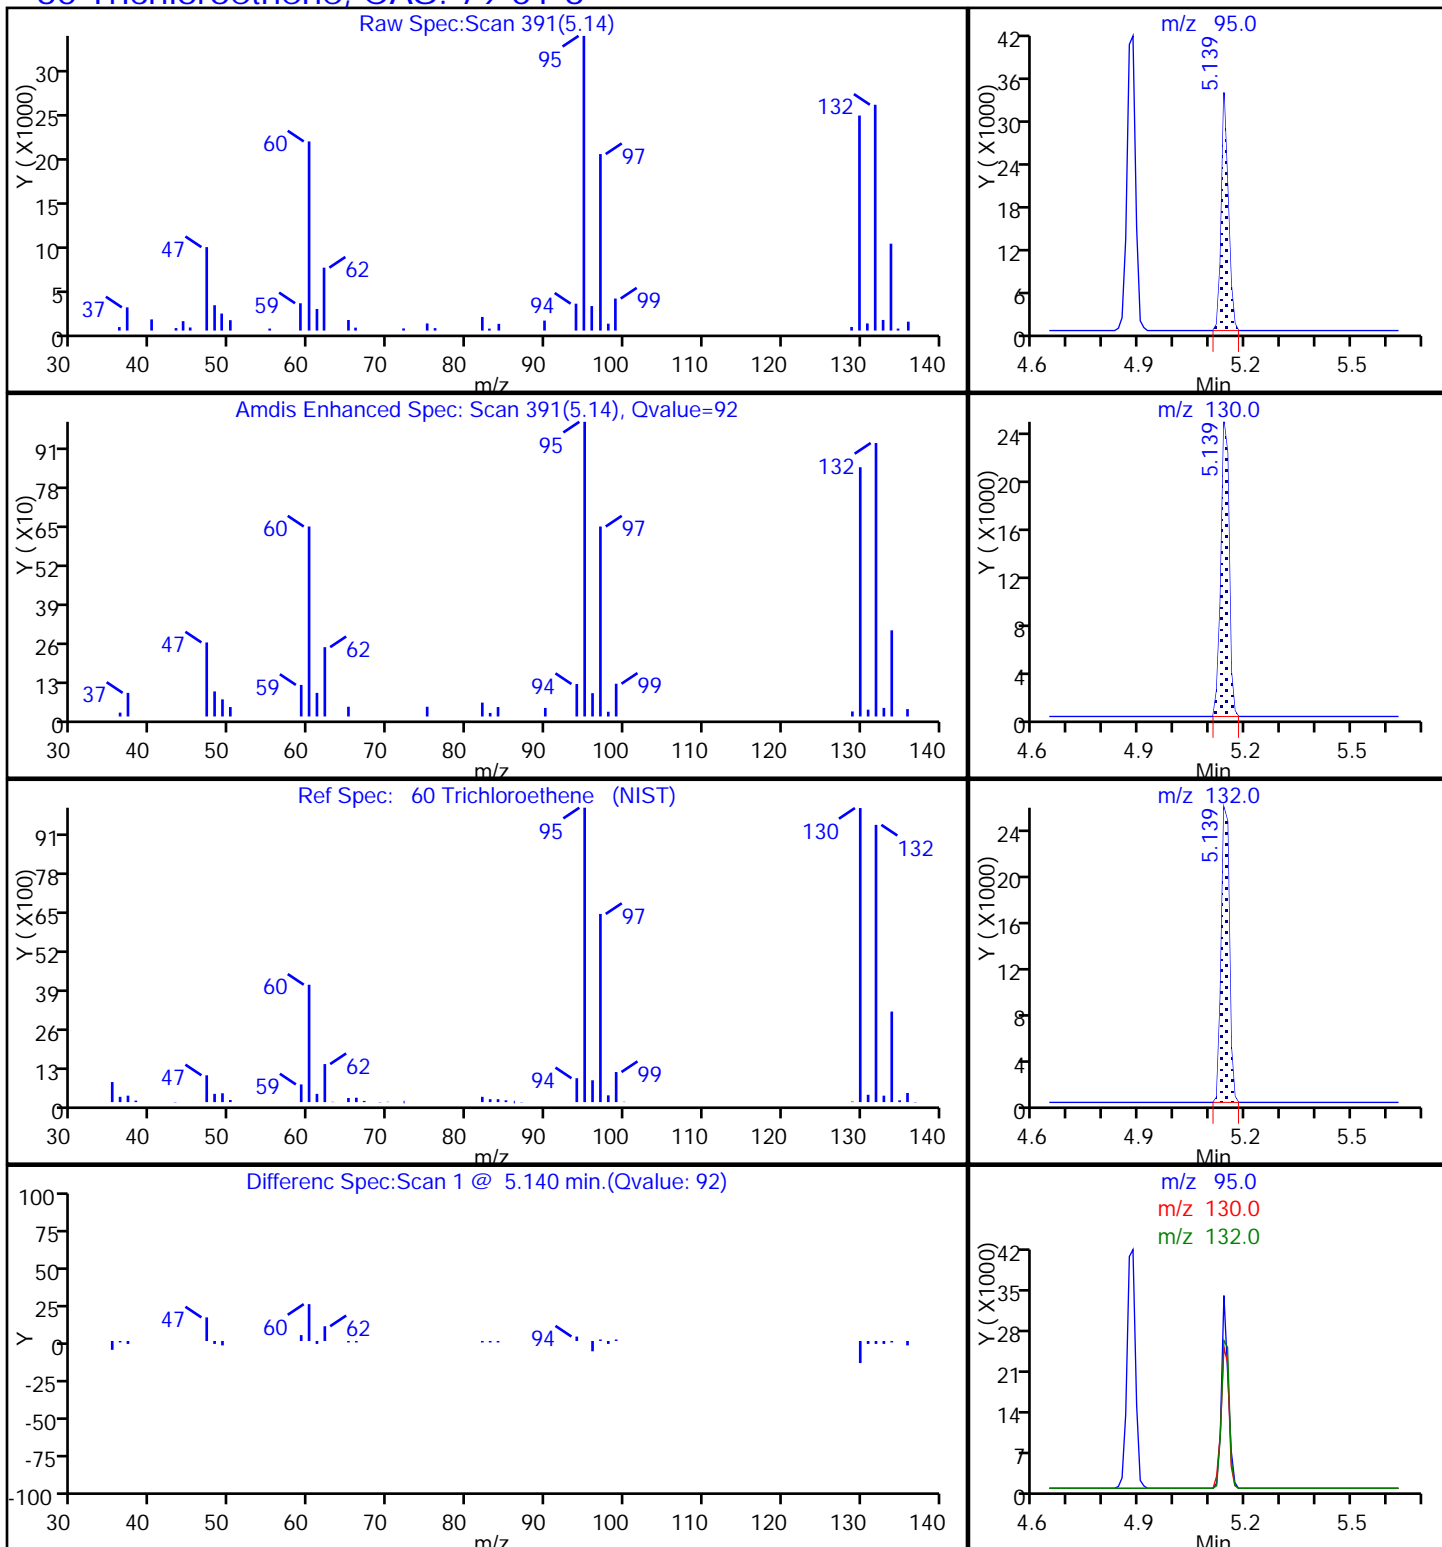 Raw Spec:Scan 391(5.14)
Y ( X1000)
30
25
20
15
10
5
0
37
47
59
60
62
94
95
97
99
132
30 40 50 60 70 80 90 100 110 120 130 140
m/z
m/z 95.0
Y ( X1000)
42
36
30
24
18
12
6
0
5.139
4.6 4.9 5.2 5.5
Min
Amdis Enhanced Spec: Scan 391(5.14), Qvalue=92
Y ( X10)
91
78
65
52
39
26
13
0
37
47
59
60
62
94
95
97
99
132
30 40 50 60 70 80 90 100 110 120 130 140
m/z
m/z 130.0
Y ( X1000)
24
20
16
12
8
4
0
5.139
4.6 4.9 5.2 5.5
Min
Ref Spec: 60 Trichloroethene (NIST)
Y ( X100)
91
78
65
52
39
26
13
0
47
59
60
62
94
95
97
99
130
132
30 40 50 60 70 80 90 100 110 120 130 140
m/z
m/z 132.0
Y ( X1000)
24
20
16
12
8
4
0
5.139
4.6 4.9 5.2 5.5
Min
Differenc Spec:Scan 1 @ 5.140 min.(Qvalue: 92)
Y
100
75
50
25
0
-25
-50
-75
-100
47
60
62
94
30 40 50 60 70 80 90 100 110 120 130 140
m/z
m/z 95.0
m/z 130.0
m/z 132.0
Y ( X1000)
42
35
28
21
14
7
0
4.6 4.9 5.2 5.5
Min